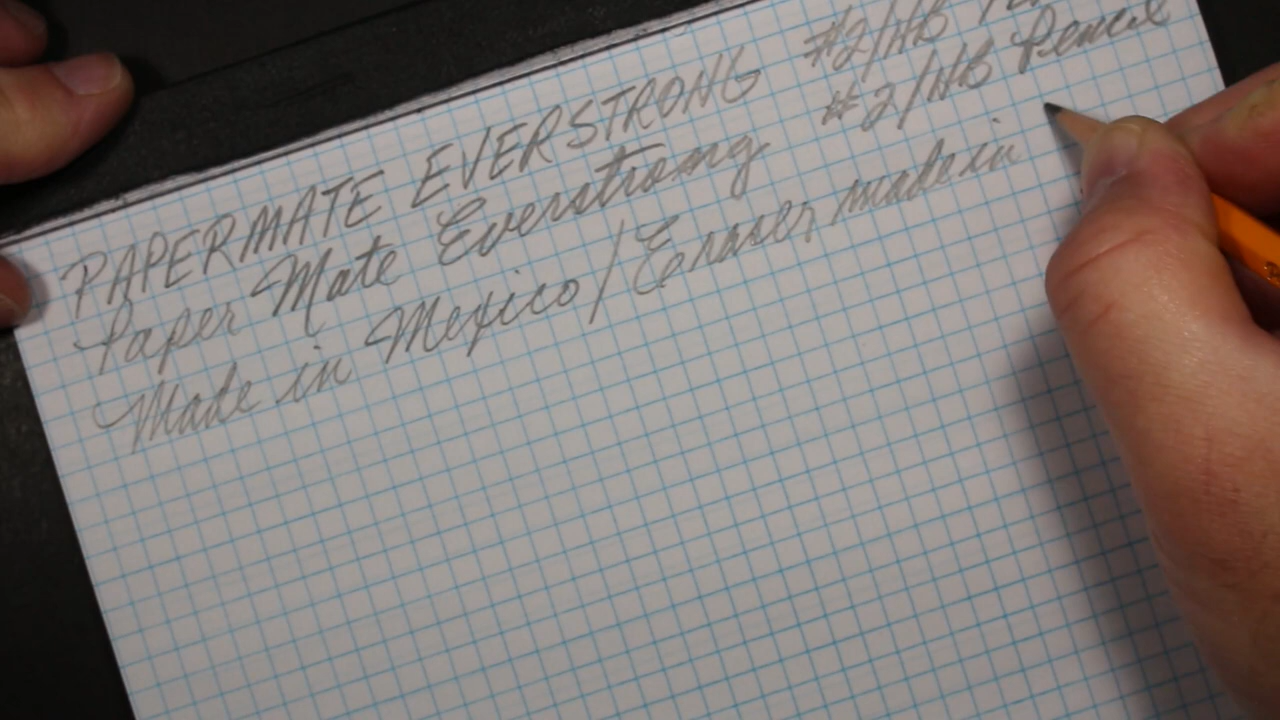 PAPERMATE EVERSTRONG #2/HB
Paper Mate Everstrong #2/HB Pencil
Made in Mexico/Eraser made in